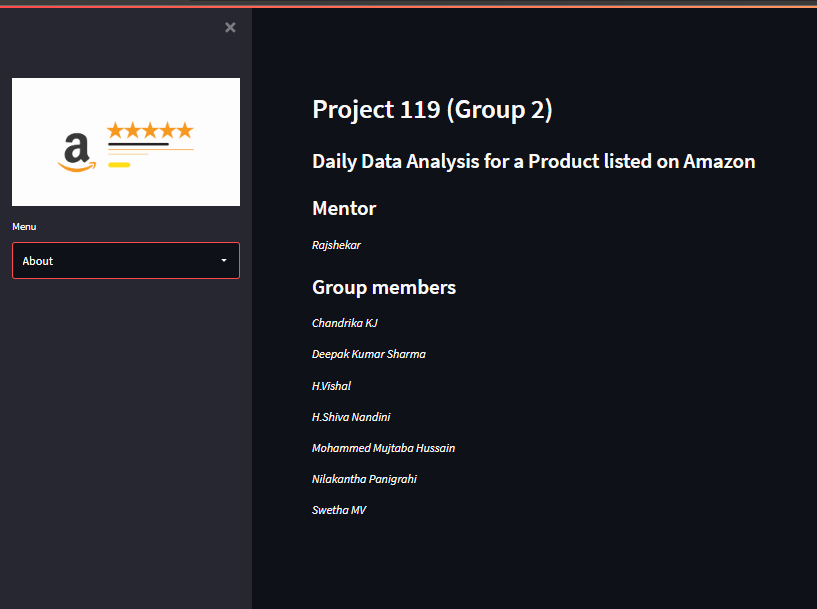 a
Menu
About
Project 119 (Group 2)
Daily Data Analysis for a Product listed on Amazon
Mentor
Rajshekar
Group members
Chandrika KJ
Deepak Kumar Sharma
H.Vishal
H.Shiva Nandini
Mohammed Mujtaba Hussain
Nilakantha Panigrahi
Swetha MV